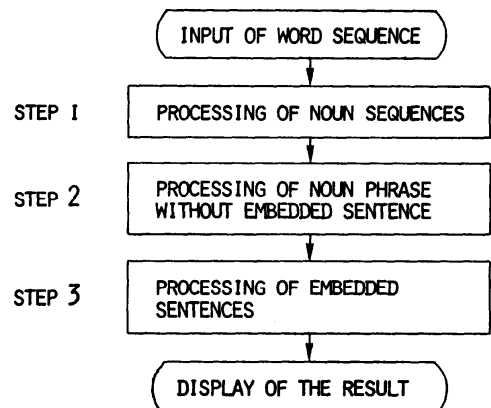 INPUT OF WORD SEQUENCE
STEP 1 PROCESSING OF NOUN SEQUENCES
STEP 2 PROCESSING OF NOUN PHRASE
WITHOUT EMBEDDED SENTENCE
STEP 3 PROCESSING OF EMBEDDED
SENTENCES
DISPLAY OF THE RESULT